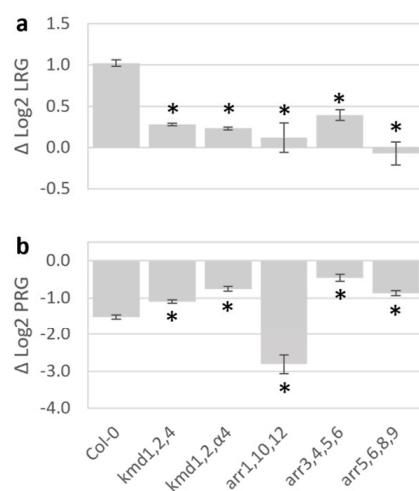 a
Δ Log2 LRG
1.5
1.0
0.5
0.0
-0.5
* * * * *
b
Δ Log2 PRG
0.0
-1.0
-2.0
-3.0
-4.0
* * * * *
Col-0
kmd1,2,4
kmd1,2,α4
arr1,10,12
arr3,4,5,6
arr5,6,8,9